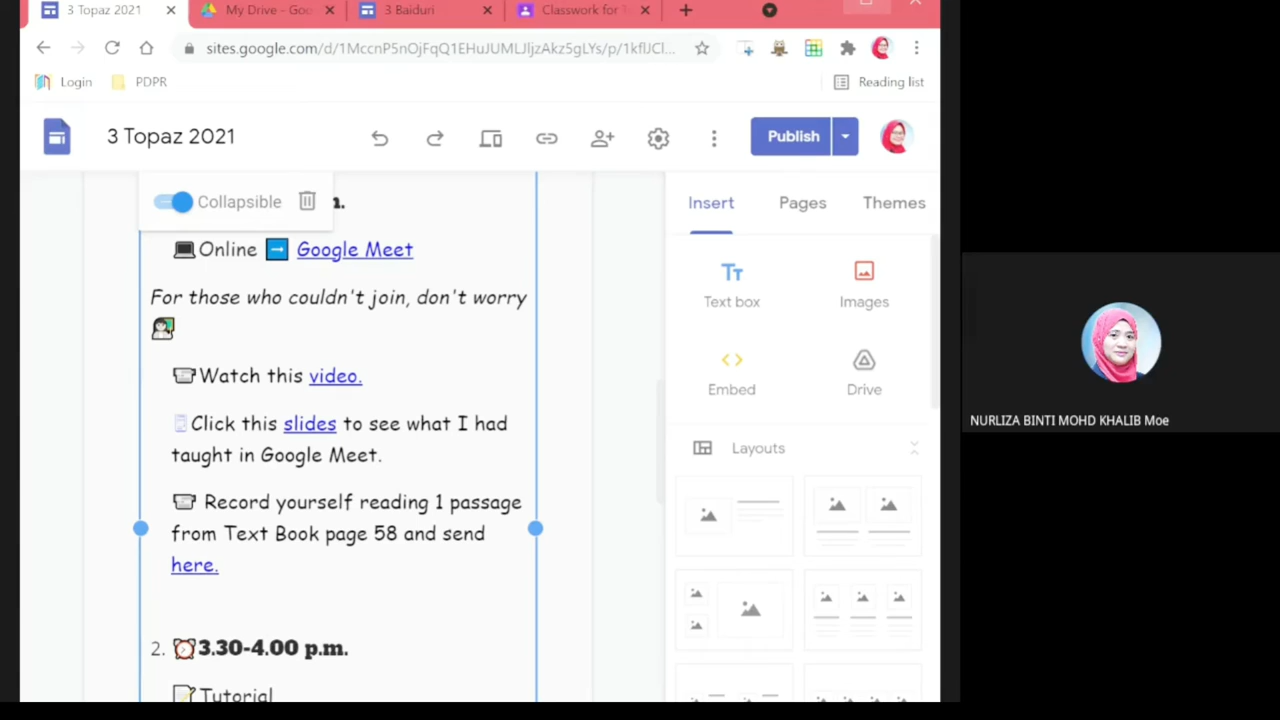 3 Topaz 2021
My Drive - Goo
3 Baiduri
Classwork for
sites.google.com/d/1MccnP5nOjFqQ1EHuJUMLJljzAkz5gLYs/p/1kflJCl...
Login
PDPR
Reading list
3 Topaz 2021
Publish
Collapsible
m.
Online Google Meet
For those who couldn't join, don't worry
Watch this video.
Click this slides to see what I had
taught in Google Meet.
Record yourself reading 1 passage
from Text Book page 58 and send
here.
2. 3.30-4.00 p.m.
Tutorial
Insert
Pages
Themes
Text box
Images
Embed
Drive
Layouts
NURLIZA BINTI MOHD KHALIB Moe